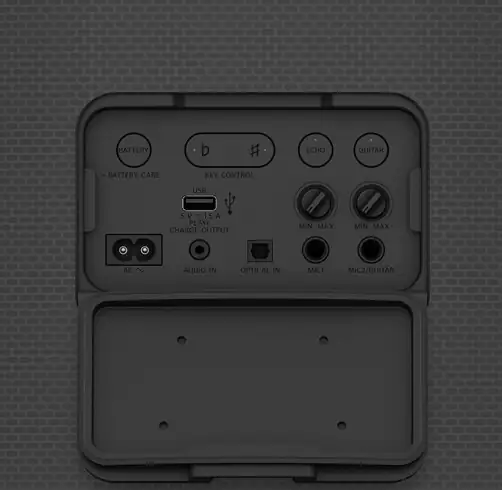 BATTERY
♭ ♯
ECHO
GUITAR
• BATTERY CARE
KEY CONTROL
USB
5 V ⎓ 1.5 A
PLAY/
CHARGE OUTPUT
MIN MAX
MIN MAX
AUDIO IN
OPTICAL IN
MIC1
MIC2/GUITAR